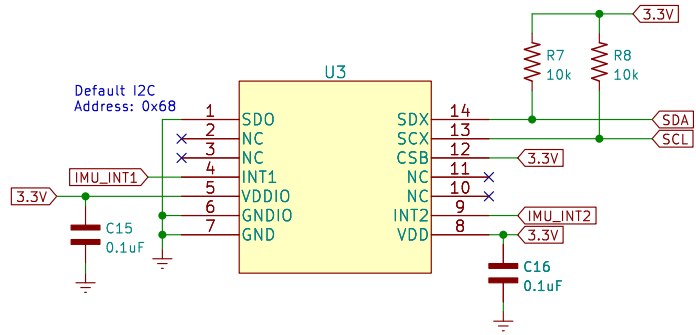 3.3V
U3
R7
10k
R8
10k
Default I2C
Address: 0x68
1
SDO
SDX
14
SDA
2
NC
SCX
13
SCL
3
NC
CSB
12
3.3V
IMU_INT1
4
INT1
NC
11
3.3V
5
VDDIO
NC
10
6
GNDIO
INT2
9
IMU_INT2
7
GND
VDD
8
3.3V
C15
0.1uF
C16
0.1uF